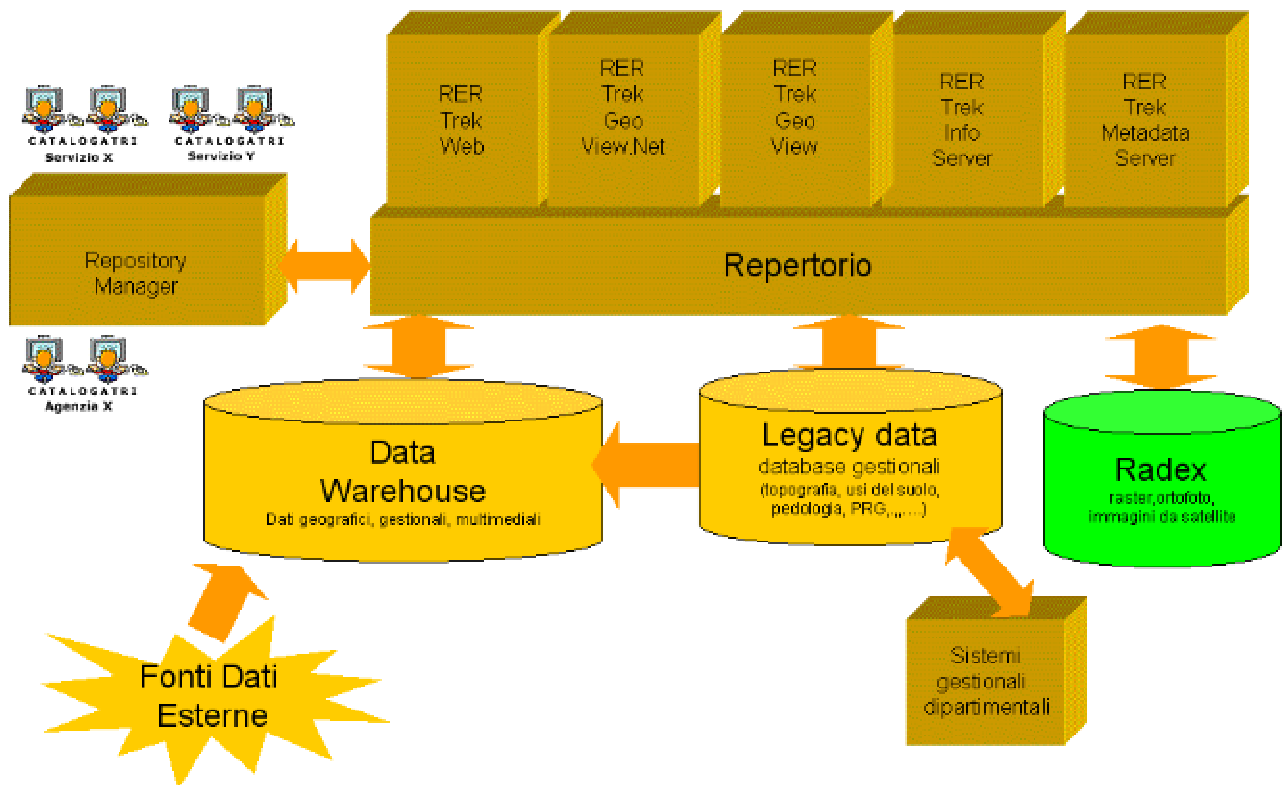 RER
Trek
Web
RER
Trek
Geo
View.Net
RER
Trek
Geo
View
RER
Trek
Info
Server
RER
Trek
Metadata
Server
CATALOGATRI
Servizio X
CATALOGATRI
Servizio Y
Repository
Manager
Repertorio
CATALOGATRI
Agenzia X
Data
Warehouse
Dati geografici, gestionali, multimediali
Legacy data
database gestionali
(topografia, usi del suolo,
pedologia, PRG,.,,....)
Radex
raster,ortofoto,
immagini da satellite
Fonti Dati
Esterne
Sistemi
gestionali
dipartimentali